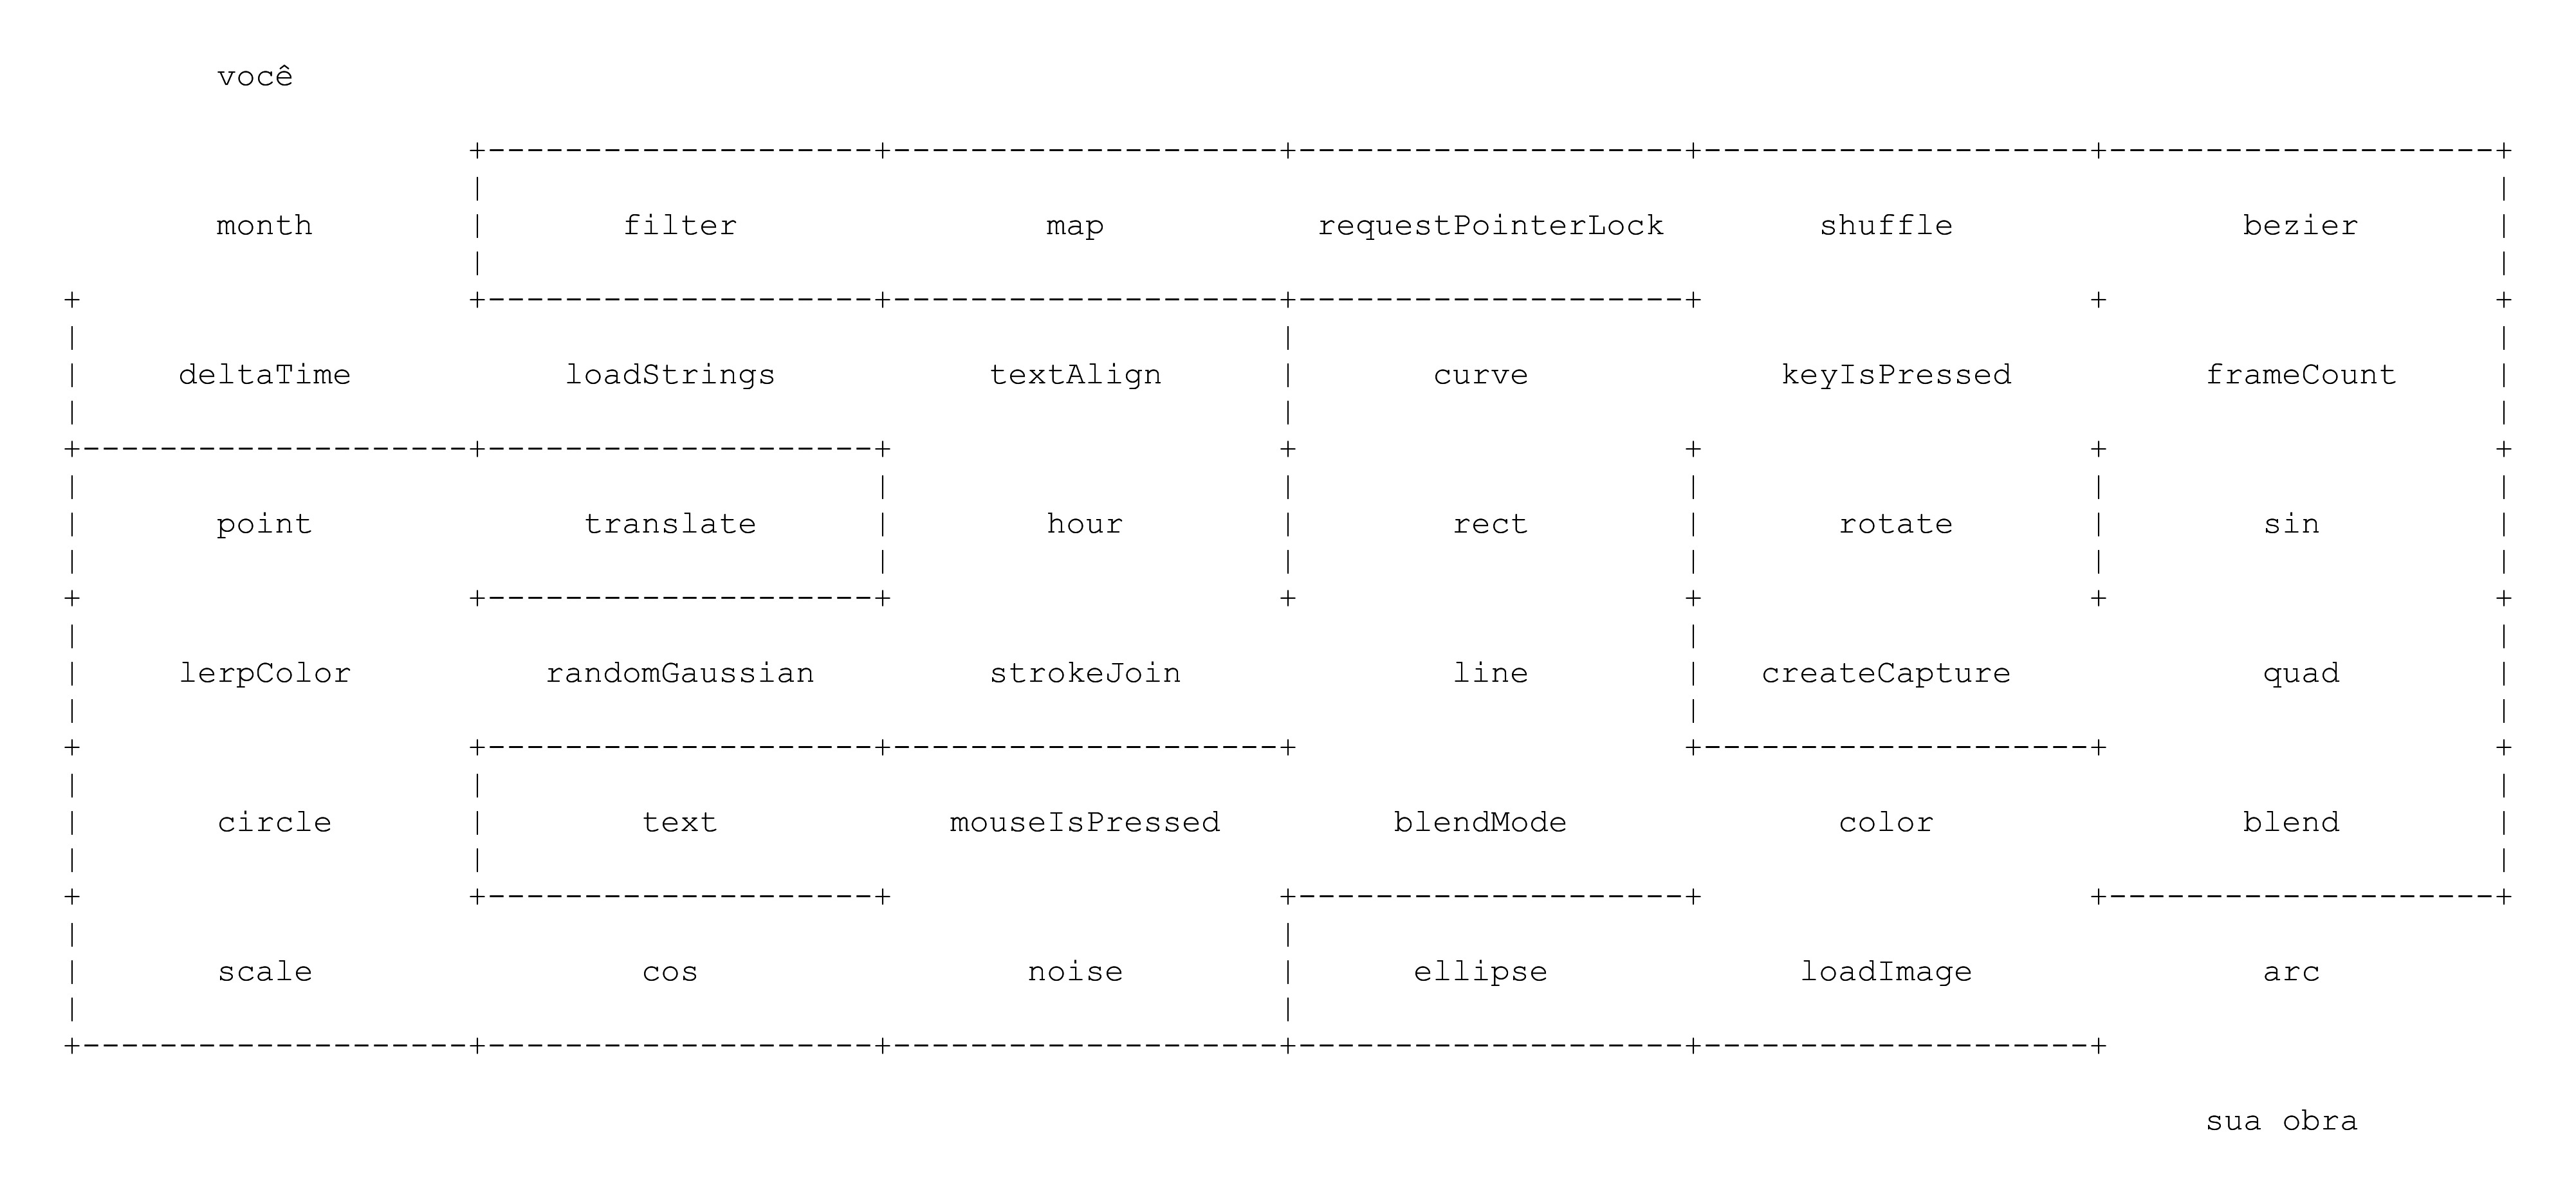 você
month filter map requestPointerLock shuffle bezier
deltaTime loadStrings textAlign curve keyIsPressed frameCount
point translate hour rect rotate sin
lerpColor randomGaussian strokeJoin line createCapture quad
circle text mouseIsPressed blendMode color blend
scale cos noise ellipse loadImage arc
sua obra